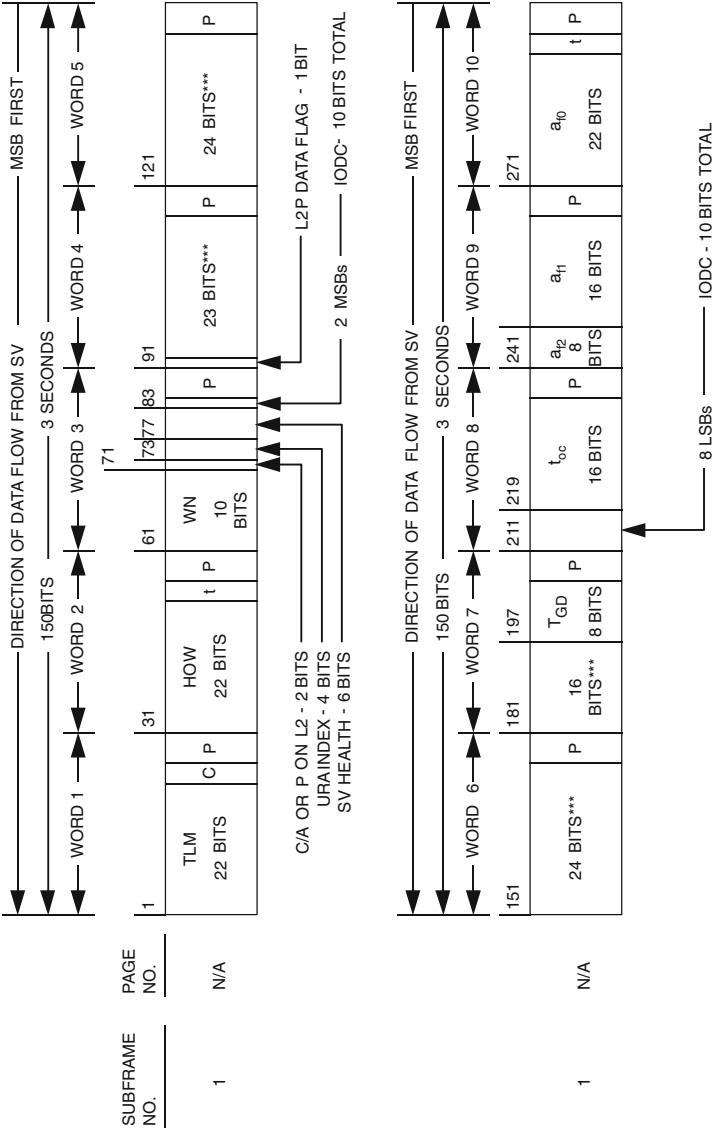 SUBFRAME NO.
PAGE NO.
DIRECTION OF DATA FLOW FROM SV MSB FIRST
150BITS 3 SECONDS
WORD 1 WORD 2 WORD 3 WORD 4 WORD 5
71
1 31 61 73 77 83 91 121
1 N/A
TLM 22 BITS C P
HOW 22 BITS t P
WN 10 BITS P
23 BITS*** P
24 BITS*** P
C/A OR P ON L2 - 2 BITS
URAINDEX - 4 BITS
SV HEALTH - 6 BITS
L2P DATA FLAG - 1BIT
2 MSBs IODC- 10 BITS TOTAL
DIRECTION OF DATA FLOW FROM SV MSB FIRST
150 BITS 3 SECONDS
WORD 6 WORD 7 WORD 8 WORD 9 WORD 10
151 181 197 211 219 241 271
1 N/A
24 BITS*** P
16 BITS***
TGD 8 BITS P
toc 16 BITS P
af2 8 BITS
af1 16 BITS P
af0 22 BITS t P
8 LSBs IODC - 10 BITS TOTAL